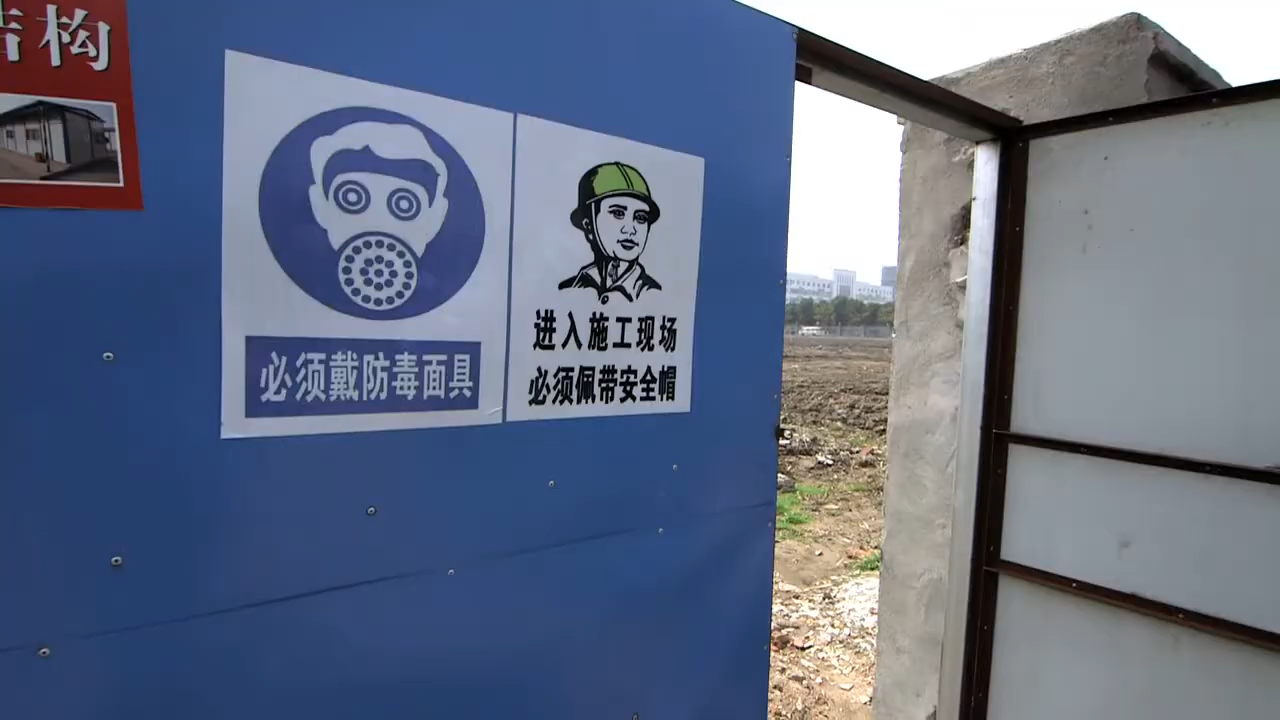 结构
必须戴防毒面具
进入施工现场
必须佩带安全帽